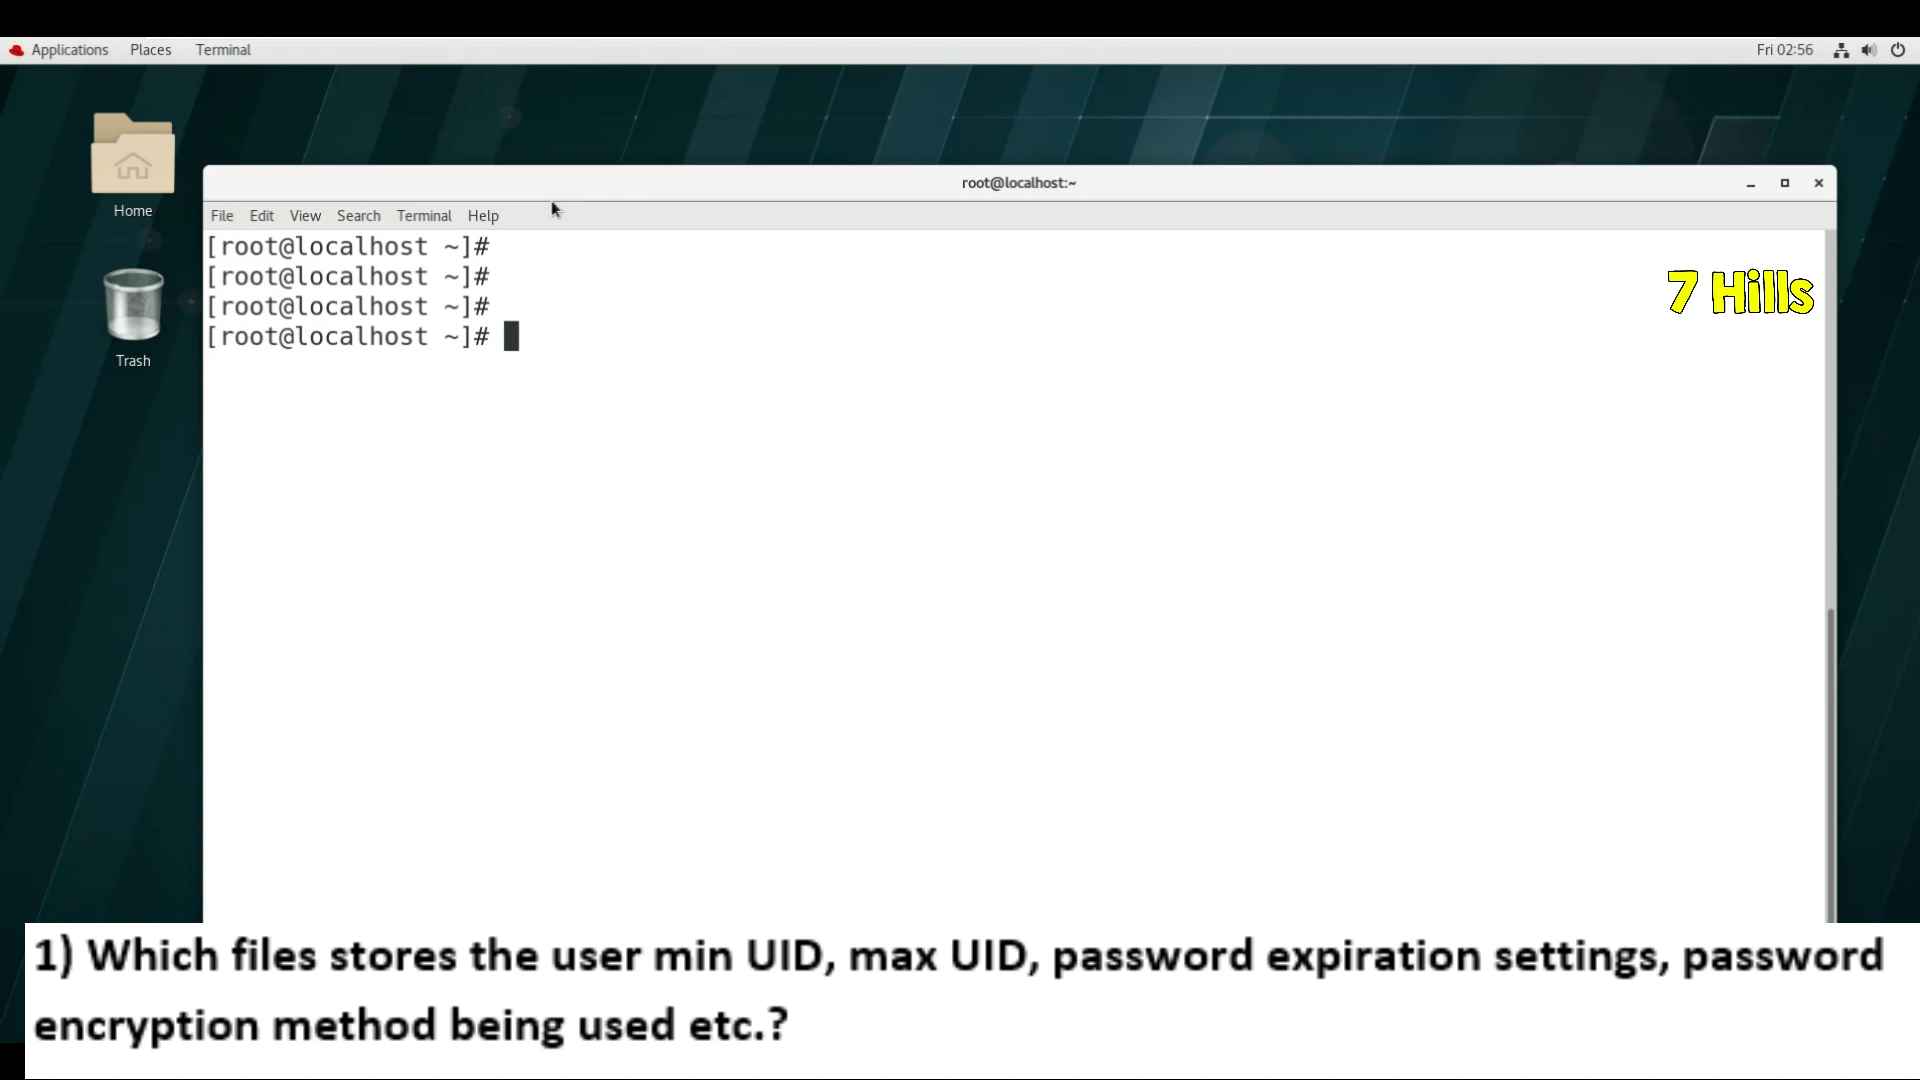 Applications Places Terminal Fri 02:56
Home
Trash
root@localhost:~
File Edit View Search Terminal Help
[root@localhost ~]#
[root@localhost ~]#
[root@localhost ~]#
[root@localhost ~]#
7 Hills
1) Which files stores the user min UID, max UID, password expiration settings, password
encryption method being used etc.?